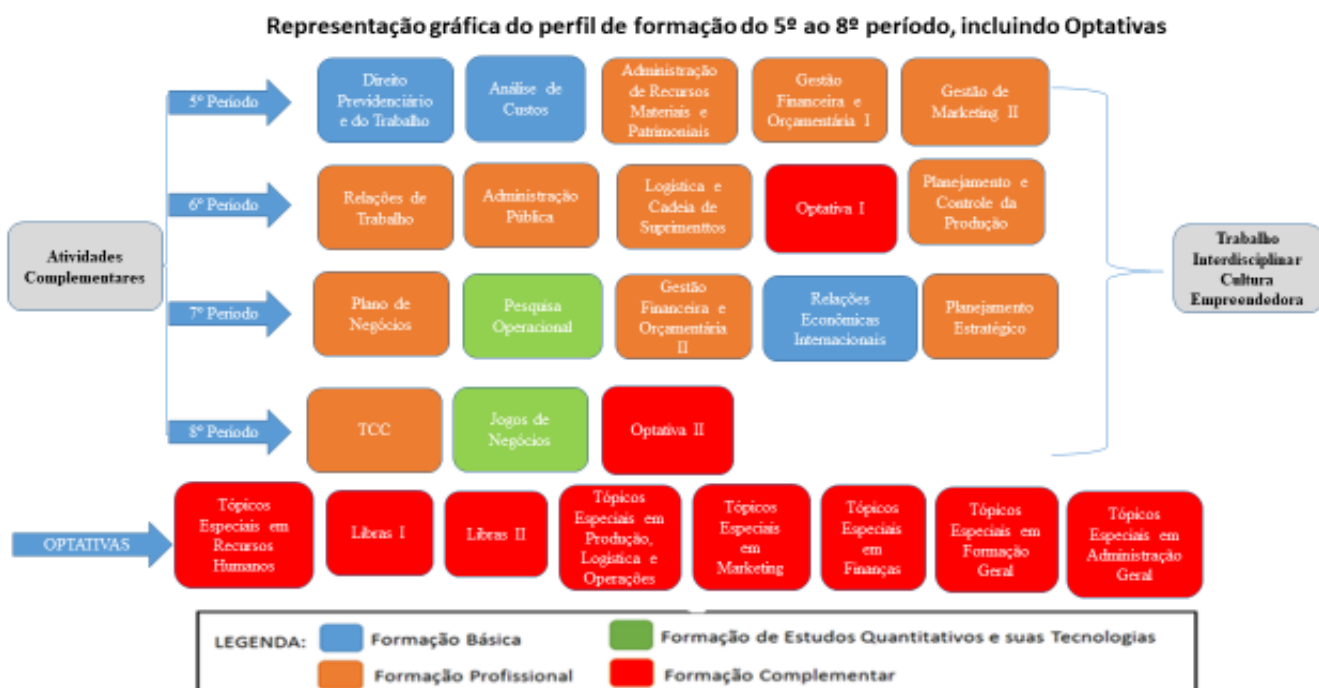 Representação gráfica do perfil de formação do 5º ao 8º período, incluindo Optativas
5º Período
Direito
Previdenciário
e do Trabalho
Análise de
Custos
Administração
de Recursos
Materiais e
Patrimoniais
Gestão
Financeira e
Orçamentária I
Gestão de
Marketing II
6º Período
Relações de
Trabalho
Administração
Pública
Logística e
Cadeia de
Suprimenttos
Optativa I
Planejamento e
Controle da
Produção
Atividades
Complementares
Trabalho
Interdisciplinar
Cultura
Empreendedora
7º Período
Plano de
Negócios
Pesquisa
Operacional
Gestão
Financeira e
Orçamentária
II
Relações
Econômicas
Internacionais
Planejamento
Estratégico
8º Período
TCC
Jogos de
Negócios
Optativa II
OPTATIVAS
Tópicos
Especiais em
Recursos
Humanos
Libras I
Libras II
Tópicos
Especiais em
Produção,
Logística e
Operações
Tópicos
Especiais
em
Marketing
Tópicos
Especiais
em
Finanças
Tópicos
Especiais em
Formação
Geral
Tópicos
Especiais em
Administração
Geral
LEGENDA:
Formação Básica
Formação de Estudos Quantitativos e suas Tecnologias
Formação Profissional
Formação Complementar